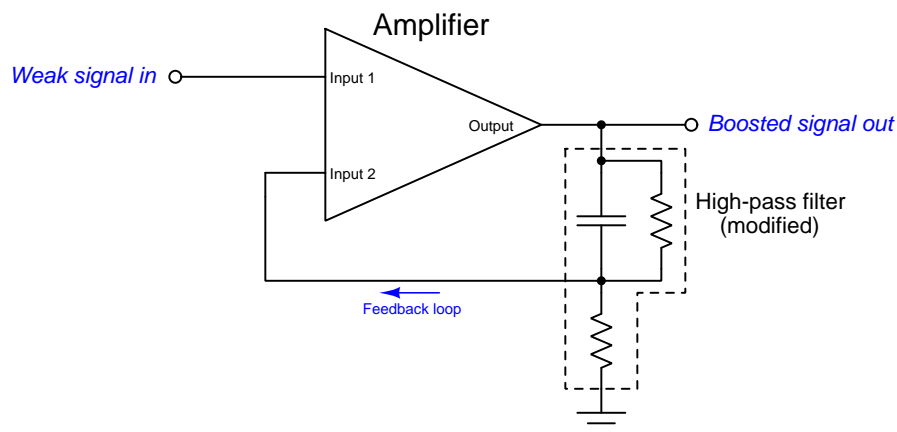 Amplifier
Weak signal in
Input 1
Output
Boosted signal out
Input 2
High-pass filter
(modified)
Feedback loop